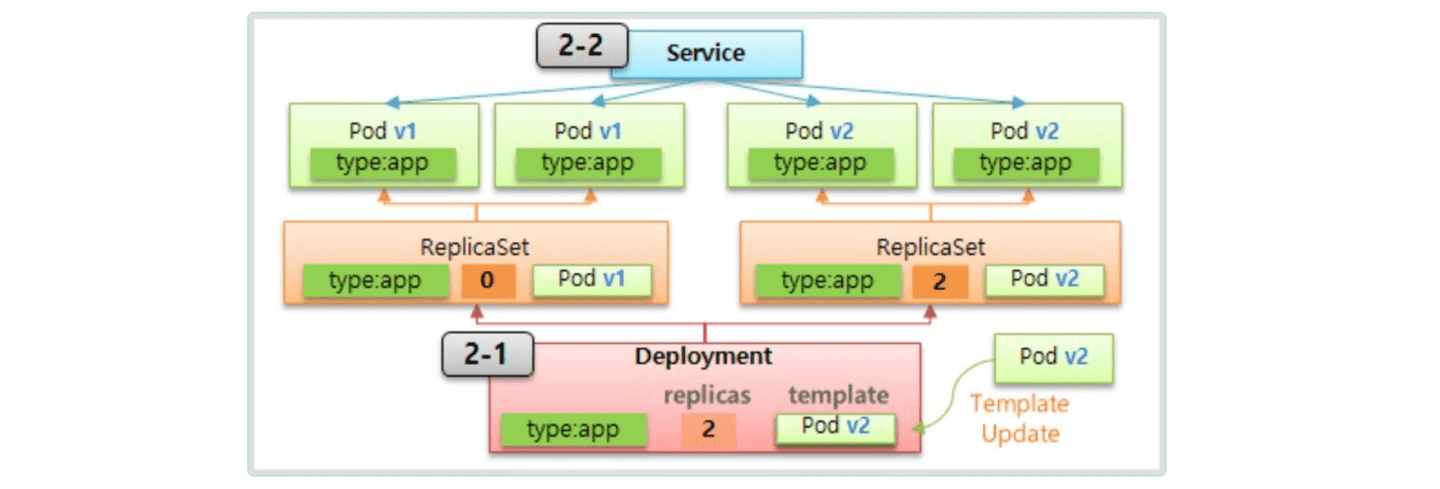 2-2
Service
Pod v1
type:app
Pod v1
type:app
Pod v2
type:app
Pod v2
type:app
ReplicaSet
type:app 0 Pod v1
ReplicaSet
type:app 2 Pod v2
2-1
Deployment
replicas template
type:app 2 Pod v2
Pod v2
Template
Update